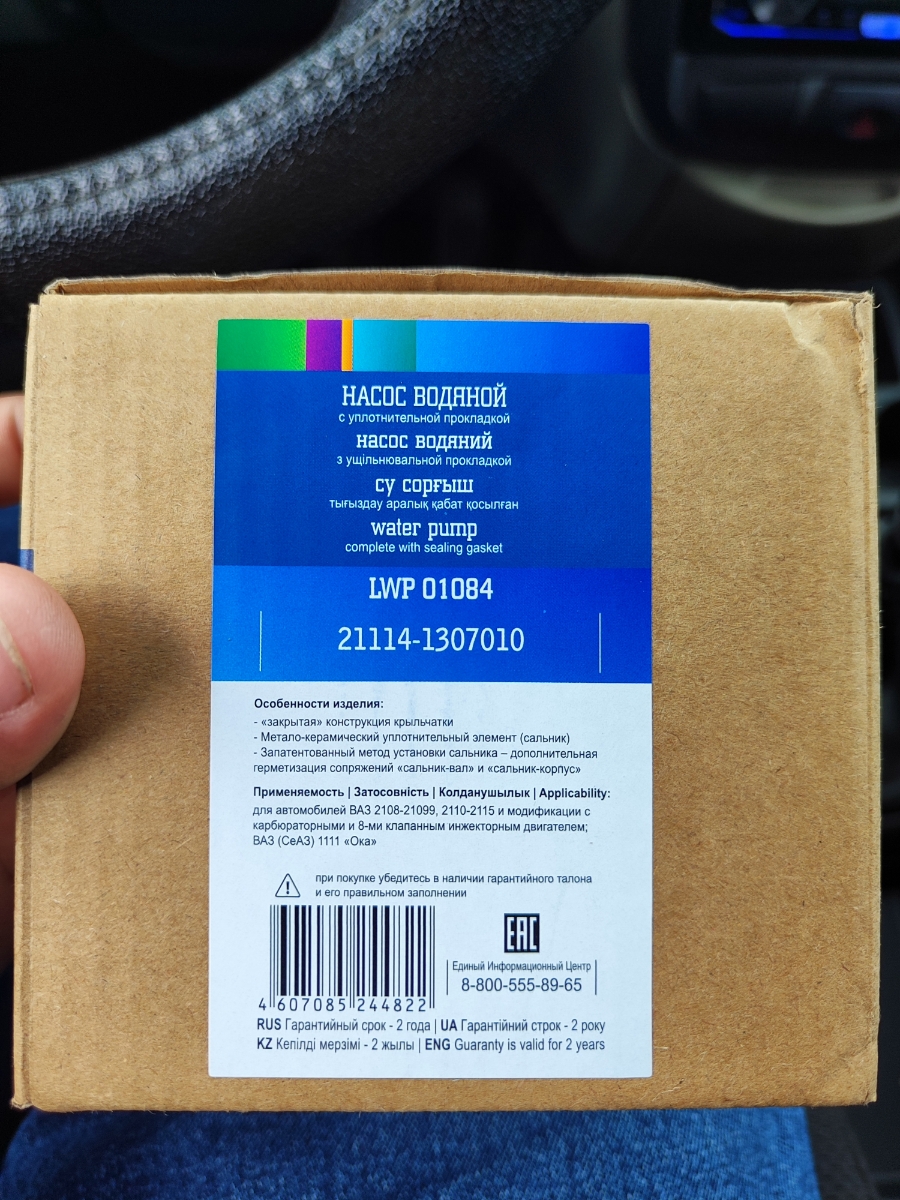 НАСОС ВОДЯНОЙ
с уплотнительной прокладкой
насос водяний
з ущільнювальной прокладкой
су сорғыш
тығыздау аралық қабат қосылған
water pump
complete with sealing gasket
LWP 01084
21114-1307010
Особенности изделия:
- «закрытая» конструкция крыльчатки
- Метало-керамический уплотнительный элемент (сальник)
- Запатентованный метод установки сальника – дополнительная
герметизация сопряжений «сальник-вал» и «сальник-корпус»
Применяемость | Затосовність | Колданушылык | Applicability:
для автомобилей ВАЗ 2108-21099, 2110-2115 и модификации с
карбюраторными и 8-ми клапанным инжекторным двигателем;
ВАЗ (СеАЗ) 1111 «Ока»
при покупке убедитесь в наличии гарантийного талона
и его правильном заполнении
EAC
Единый Информационный Центр
8-800-555-89-65
4 607085 244822
RUS Гарантийный срок - 2 года | UA Гарантійний строк - 2 року
KZ Кепілді мерзімі - 2 жылы | ENG Guaranty is valid for 2 years